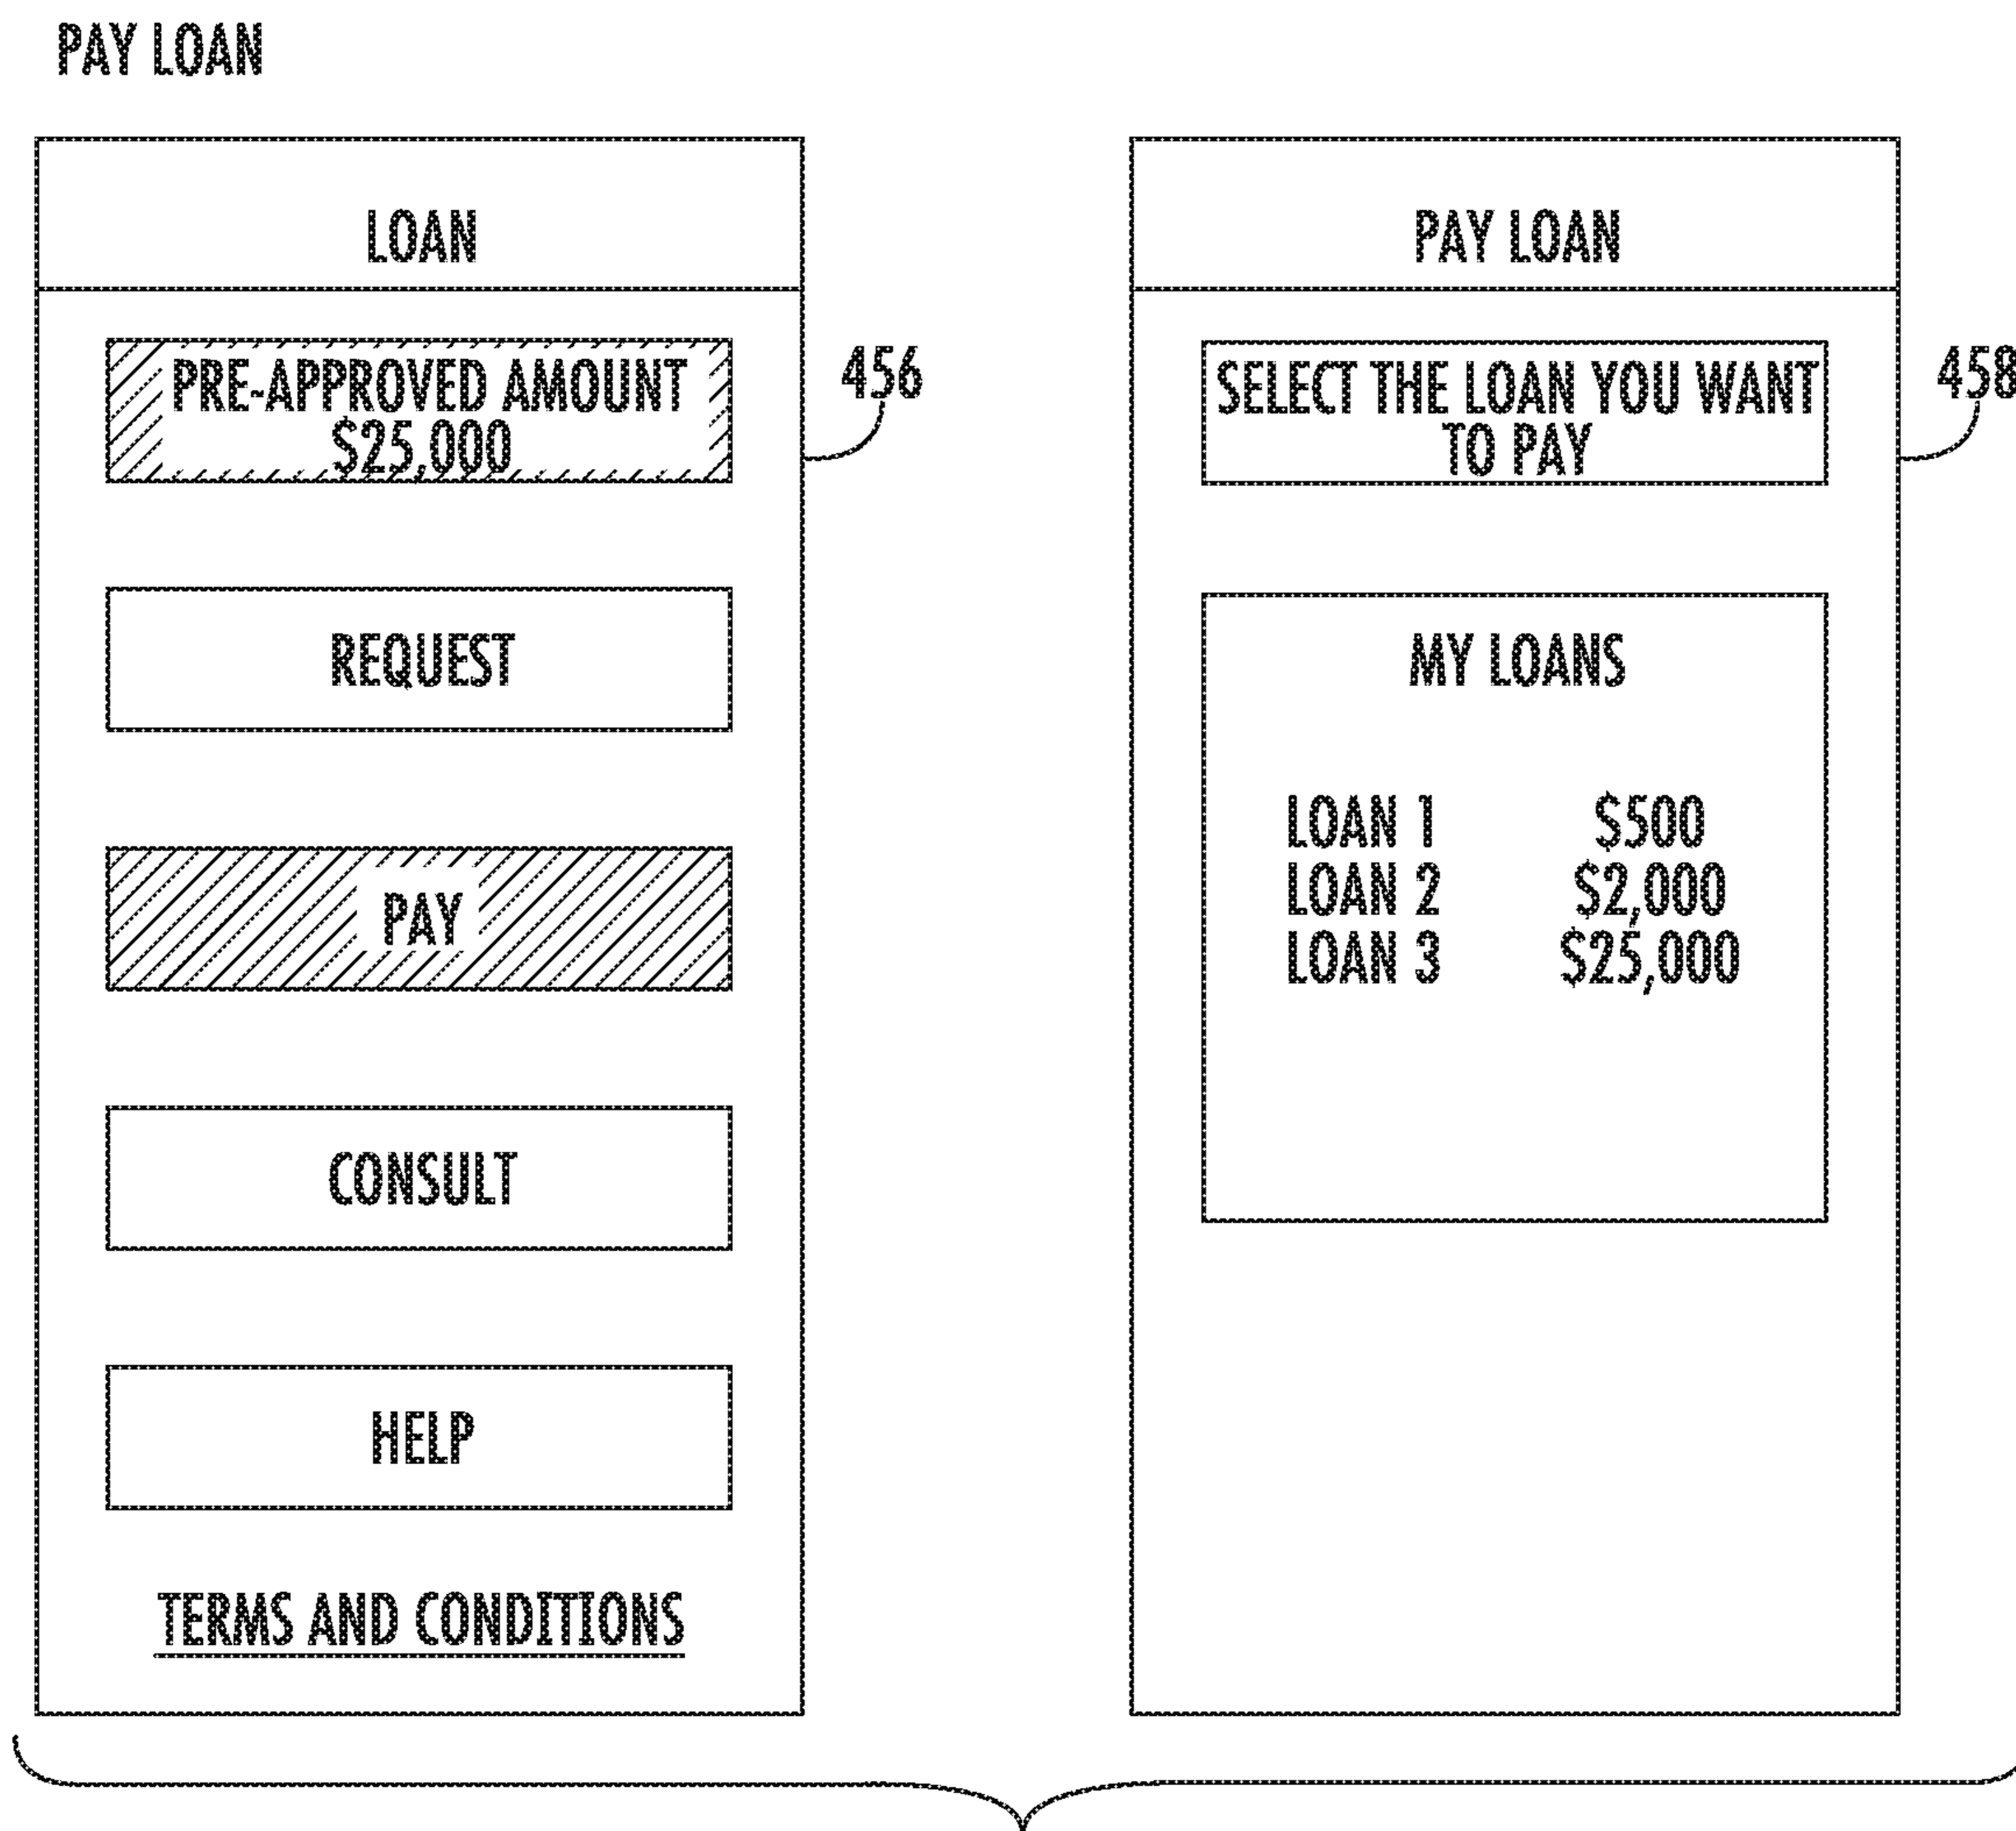 PAY LOAN
LOAN
PRE-APPROVED AMOUNT
$25,000
456
REQUEST
PAY
CONSULT
HELP
TERMS AND CONDITIONS
PAY LOAN
SELECT THE LOAN YOU WANT
TO PAY
458
MY LOANS
LOAN 1 $500
LOAN 2 $2,000
LOAN 3 $25,000